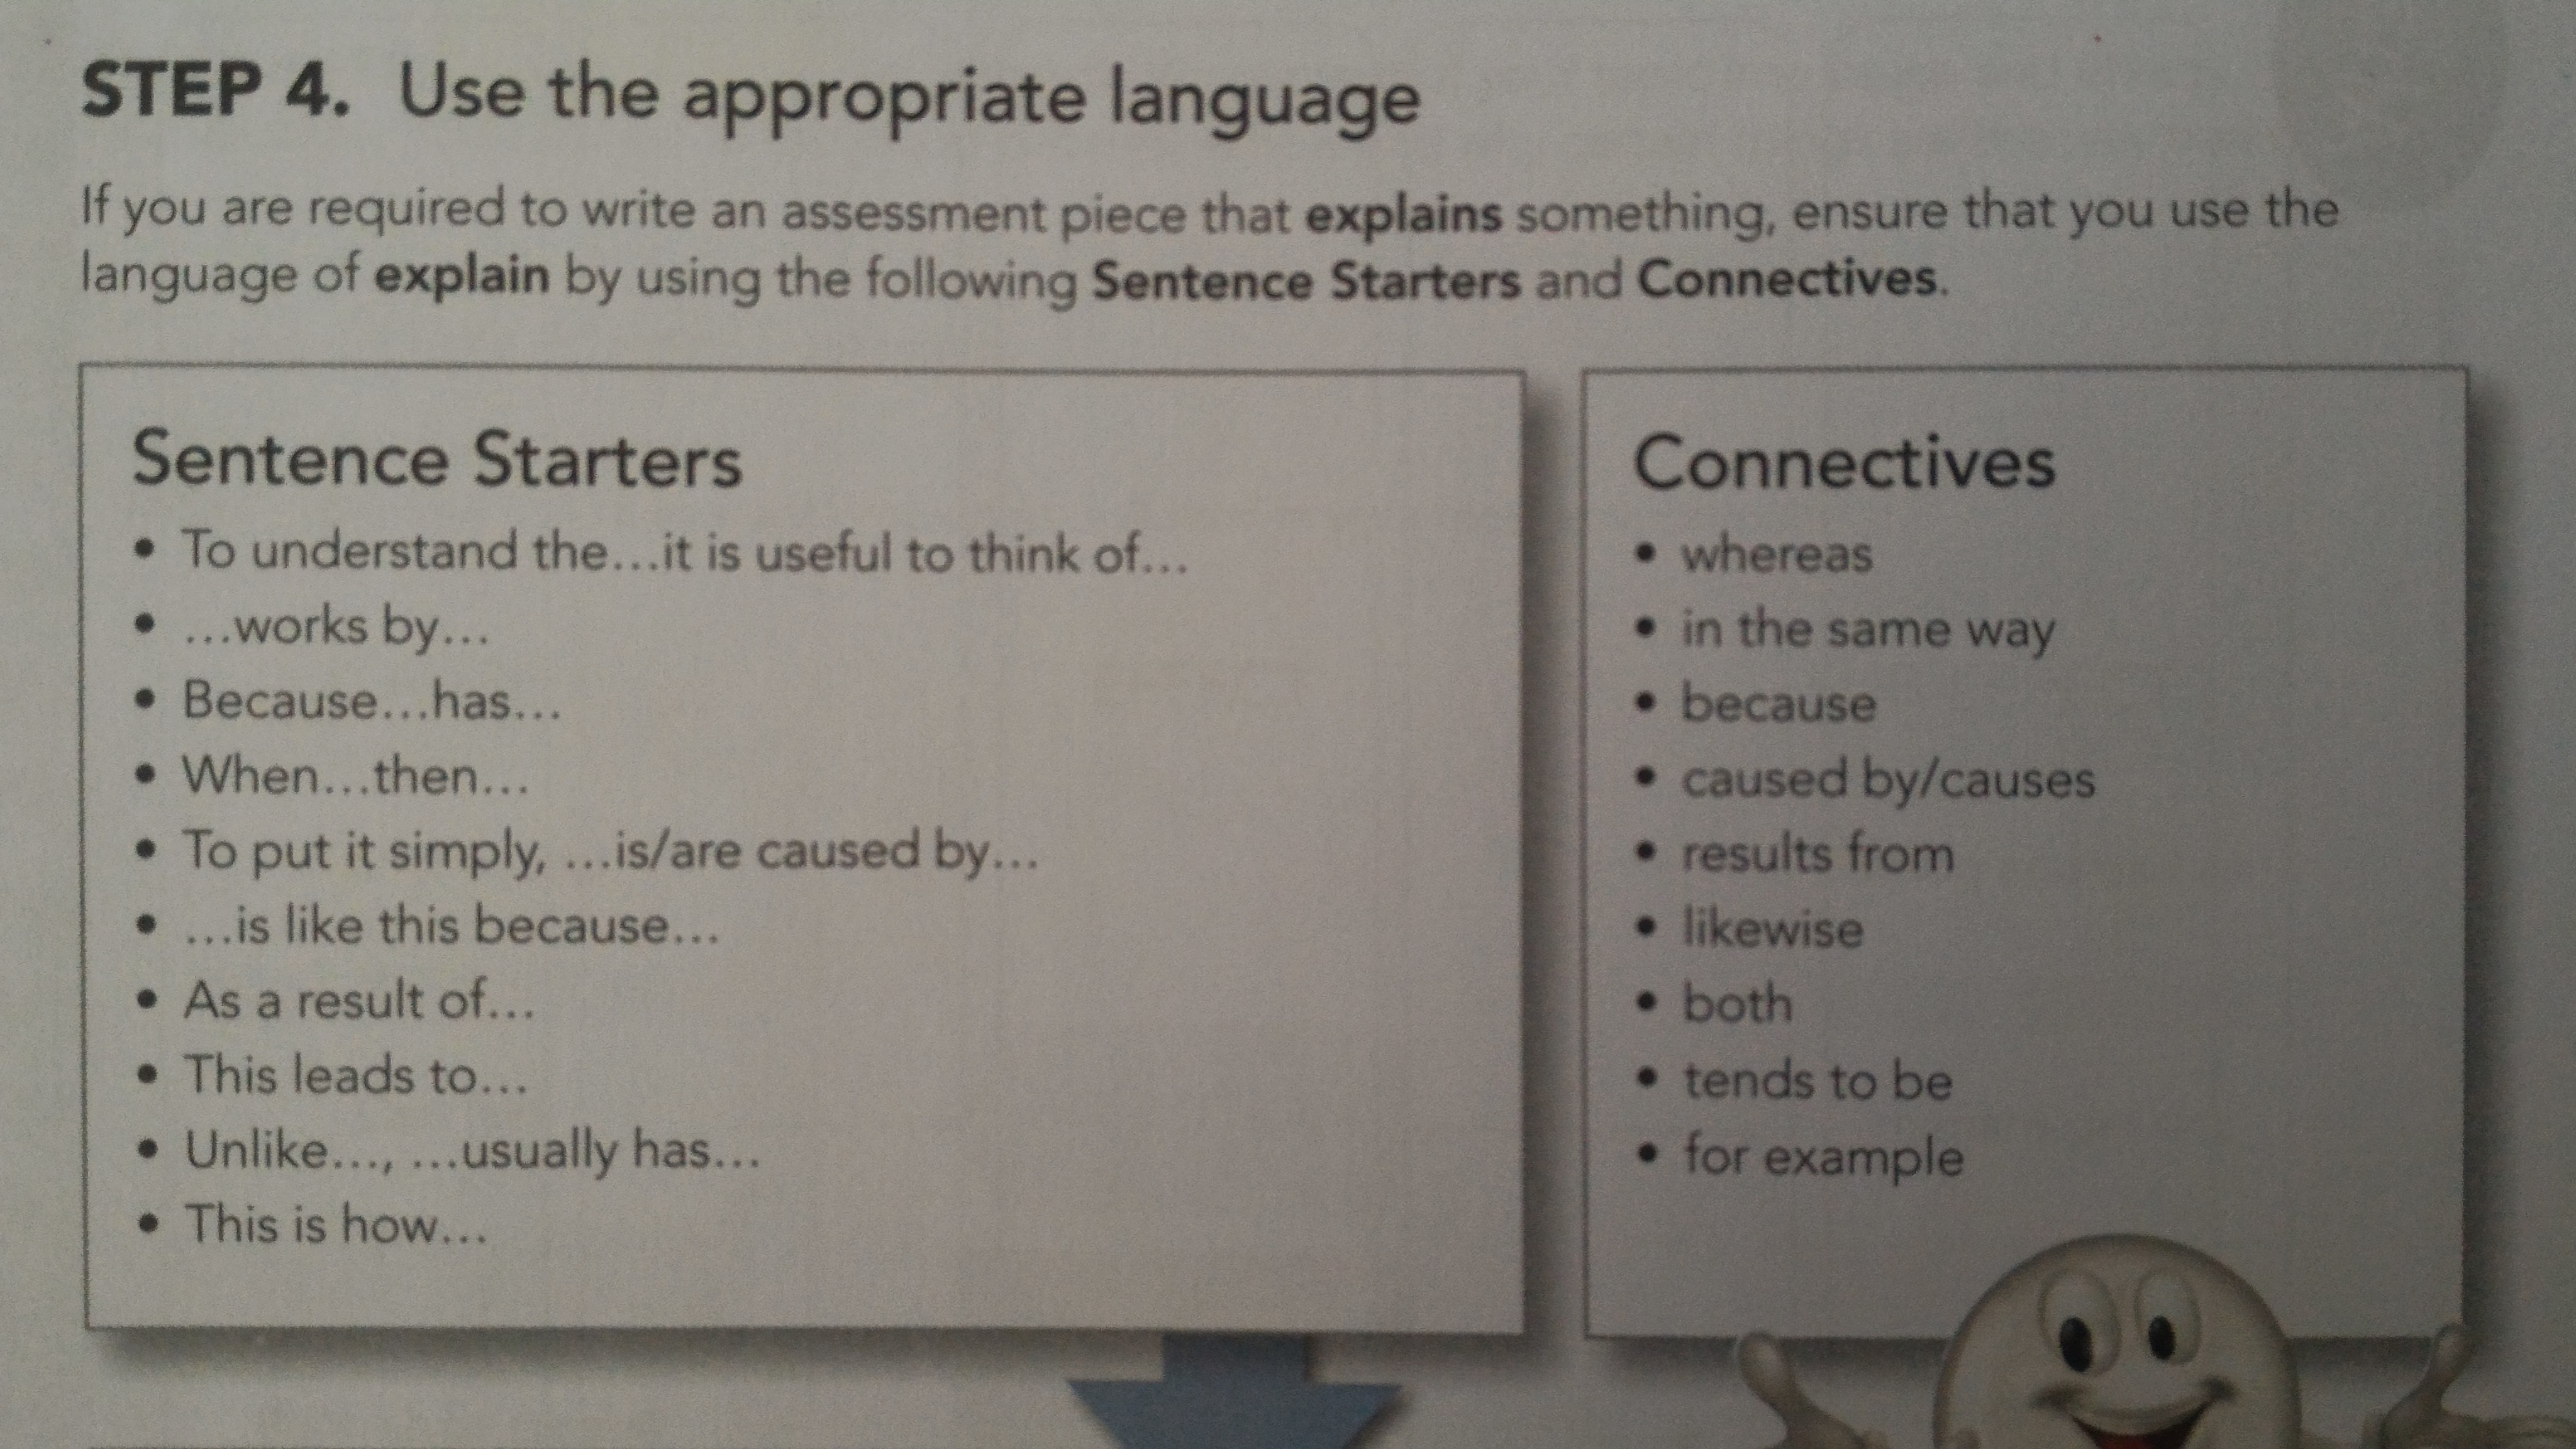 STEP 4. Use the appropriate language
If you are required to write an assessment piece that explains something, ensure that you use the
language of explain by using the following Sentence Starters and Connectives.
Sentence Starters
• To understand the...it is useful to think of...
• ...works by...
• Because...has...
• When...then...
• To put it simply, ...is/are caused by...
• ...is like this because...
• As a result of...
• This leads to...
• Unlike..., ...usually has...
• This is how...
Connectives
• whereas
• in the same way
• because
• caused by/causes
• results from
• likewise
• both
• tends to be
• for example